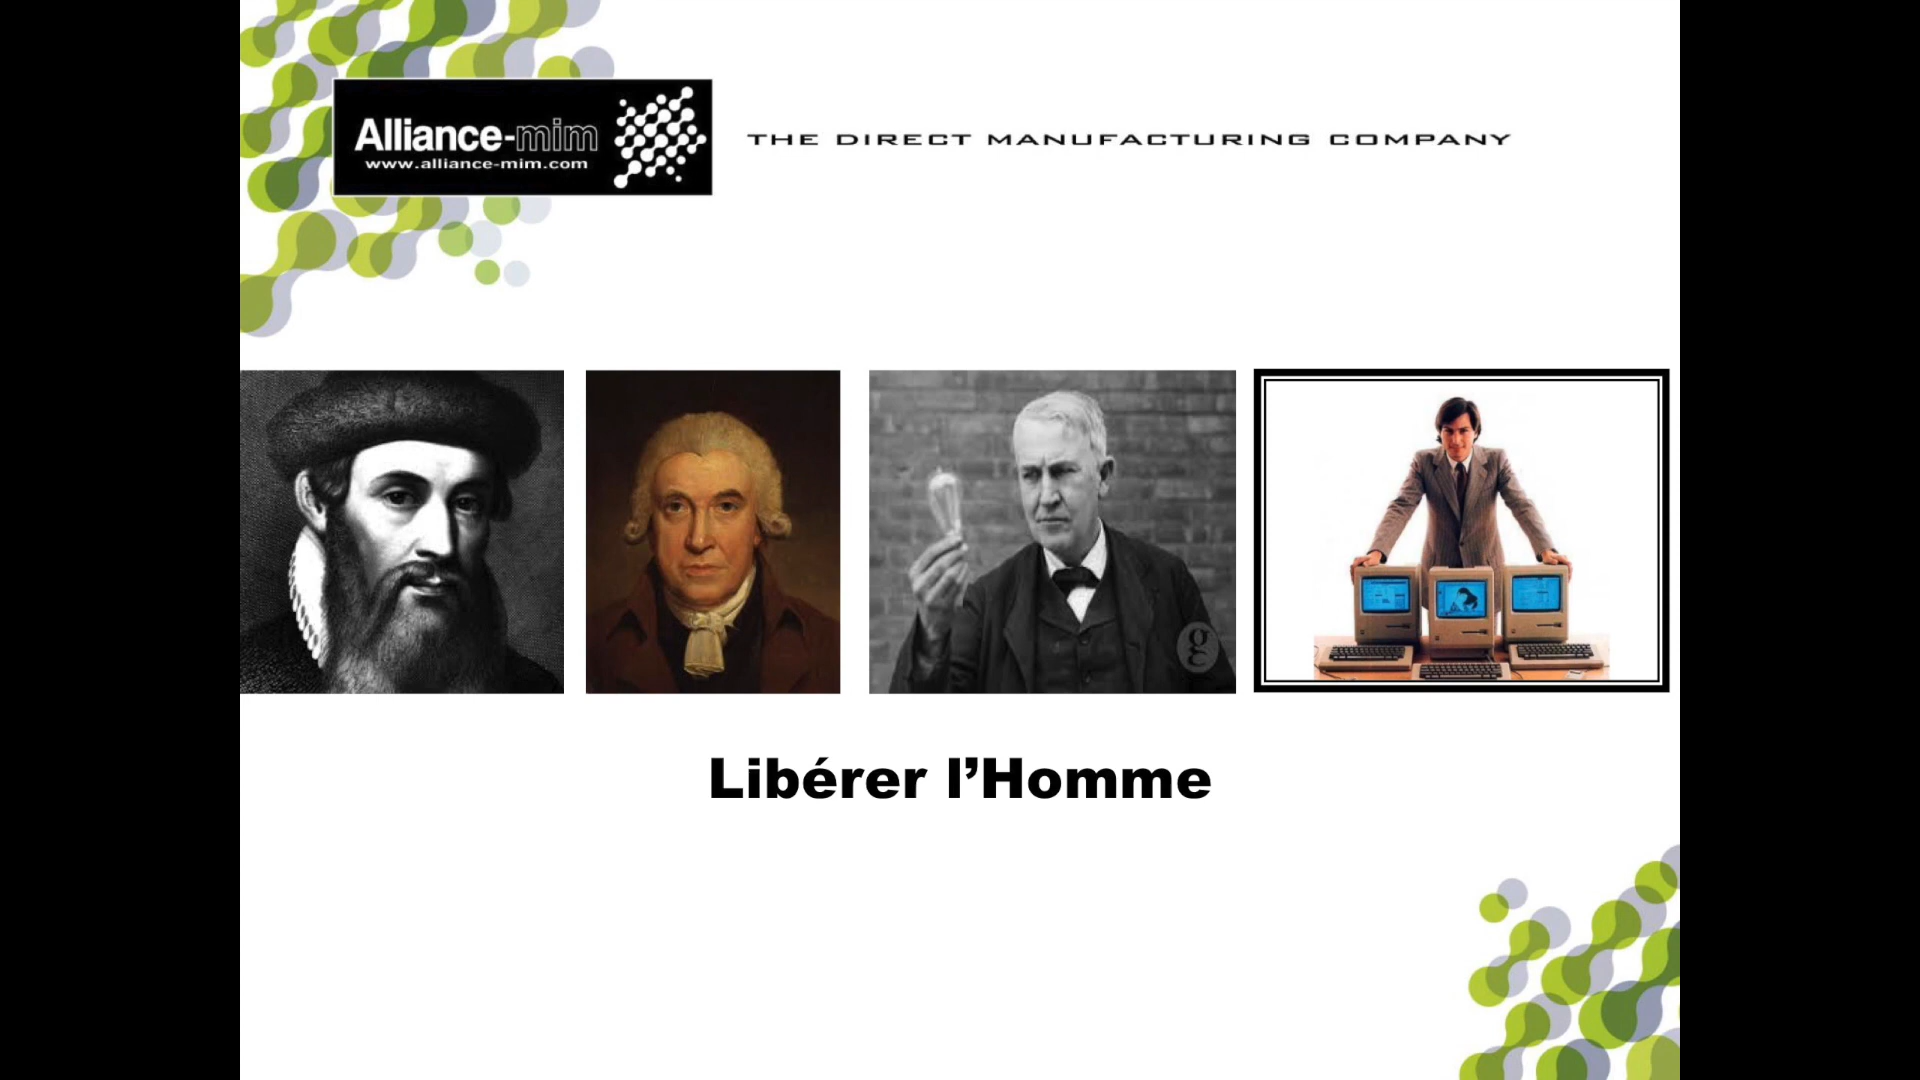 Alliance-mim
www.alliance-mim.com
THE DIRECT MANUFACTURING COMPANY
g
Libérer l’Homme